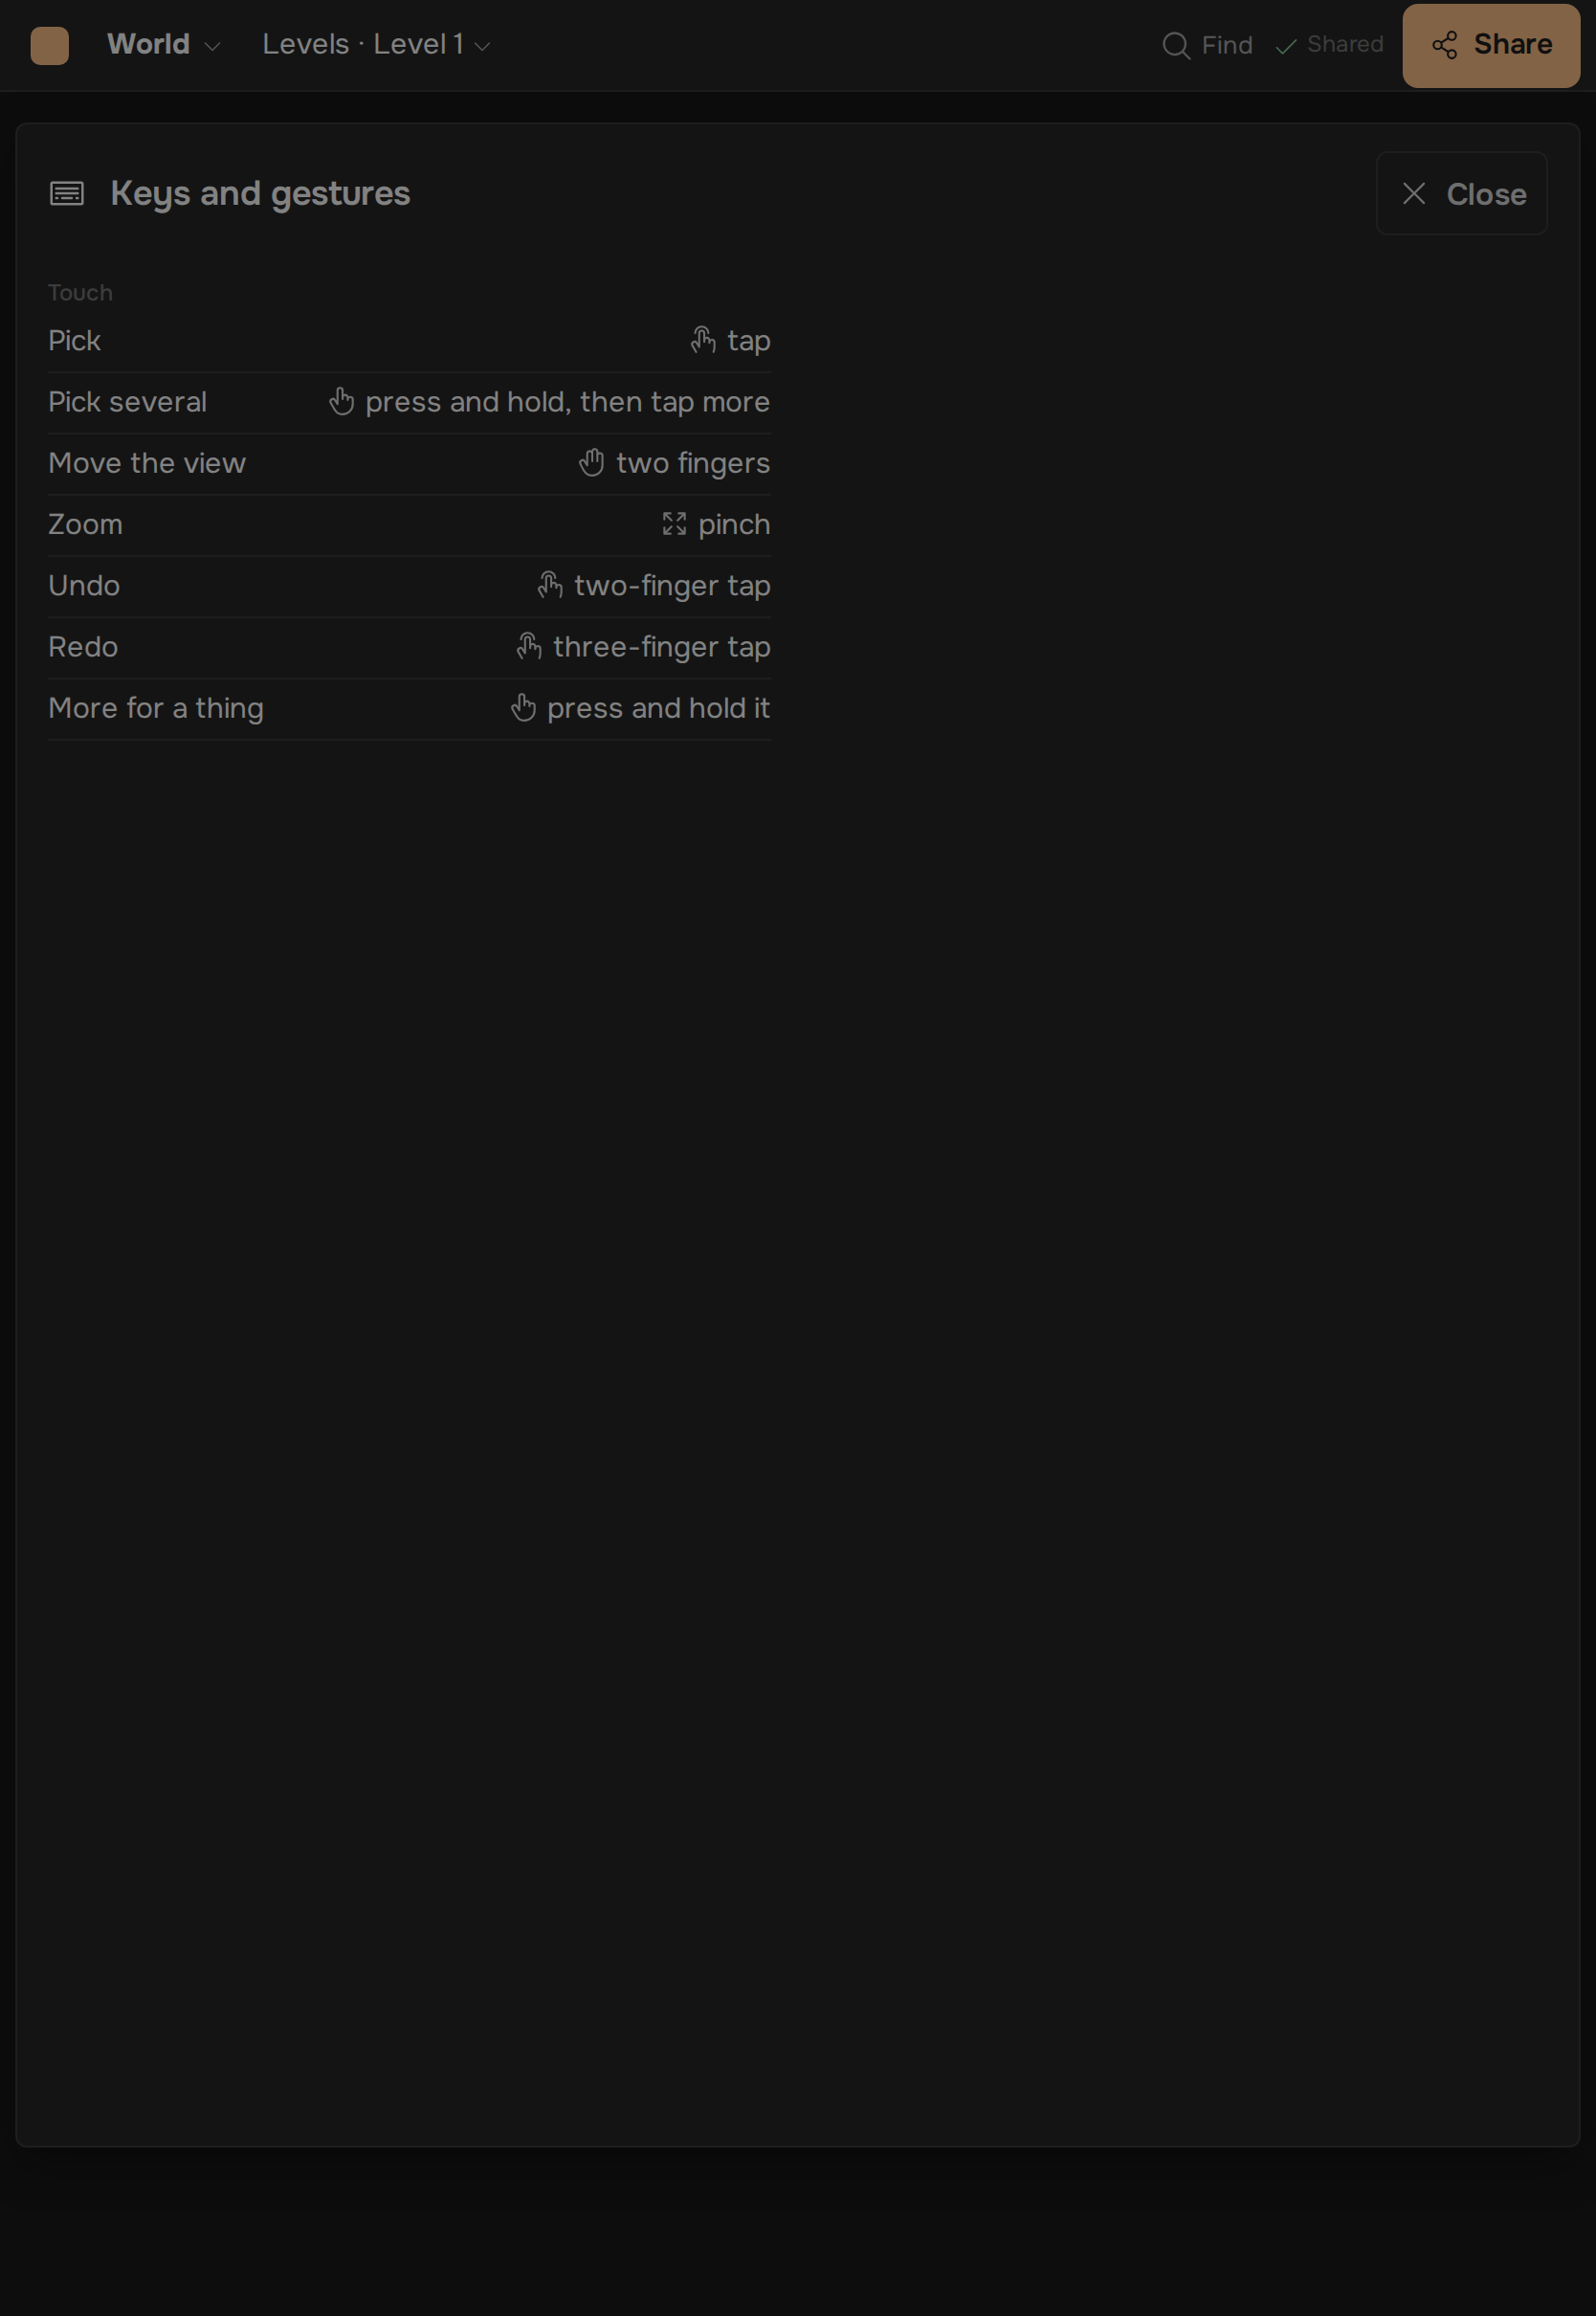 World
Levels · Level 1
Find
Shared
Share
Keys and gestures
Close
Touch
Pick tap
Pick several press and hold, then tap more
Move the view two fingers
Zoom pinch
Undo two-finger tap
Redo three-finger tap
More for a thing press and hold it